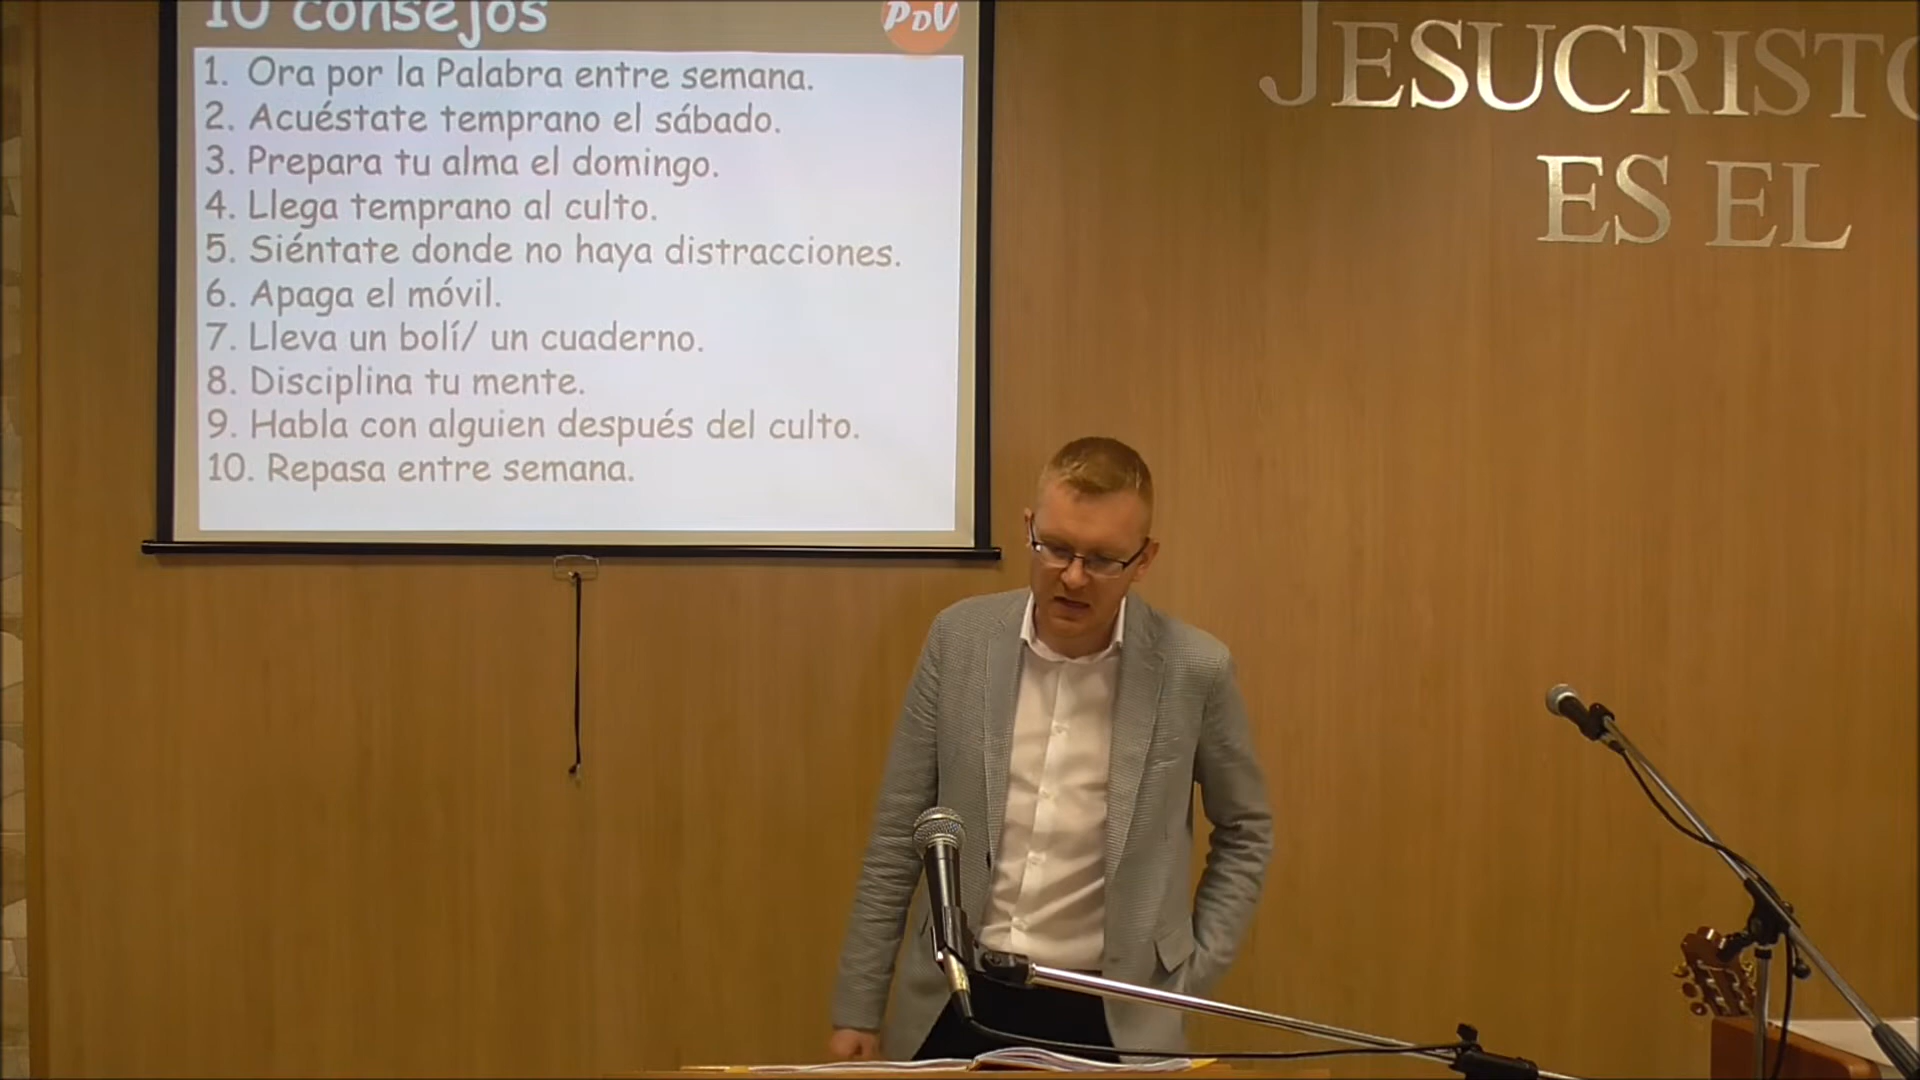 10 consejos
PDV
1. Ora por la Palabra entre semana.
2. Acuéstate temprano el sábado.
3. Prepara tu alma el domingo.
4. Llega temprano al culto.
5. Siéntate donde no haya distracciones.
6. Apaga el móvil.
7. Lleva un bolí/ un cuaderno.
8. Disciplina tu mente.
9. Habla con alguien después del culto.
10. Repasa entre semana.
JESUCRISTO
ES EL